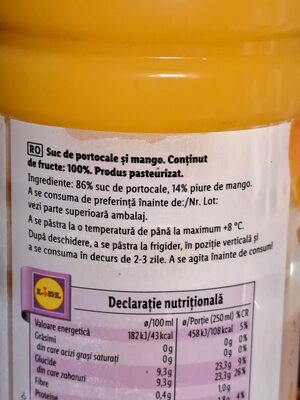 RO Suc de portocale și mango. Conținut
de fructe: 100%. Produs pasteurizat.
Ingrediente: 86% suc de portocale, 14% piure de mango.
A se consuma de preferință înainte de:/Nr. Lot:
vezi parte superioară ambalaj.
A se păstra la o temperatură de până la maximum +8 °C.
După deschidere, a se păstra la frigider, în poziție verticală și
a se consuma în decurs de 2-3 zile. A se agita înainte de consum!
LIDL
Declarație nutrițională
ø/100 ml ø/Porție (250 ml) %CR
Valoare energetică 182 kJ/43 kcal 458 kJ/108 kcal 5%
Grăsimi 0g 0g 0%
din care acizi grași saturați 0g 0g 0%
Glucide 9,3g 23,3g 9%
din care zaharuri 9,3g 23,3g 26%
Fibre 1,0g
Proteine 0,4g